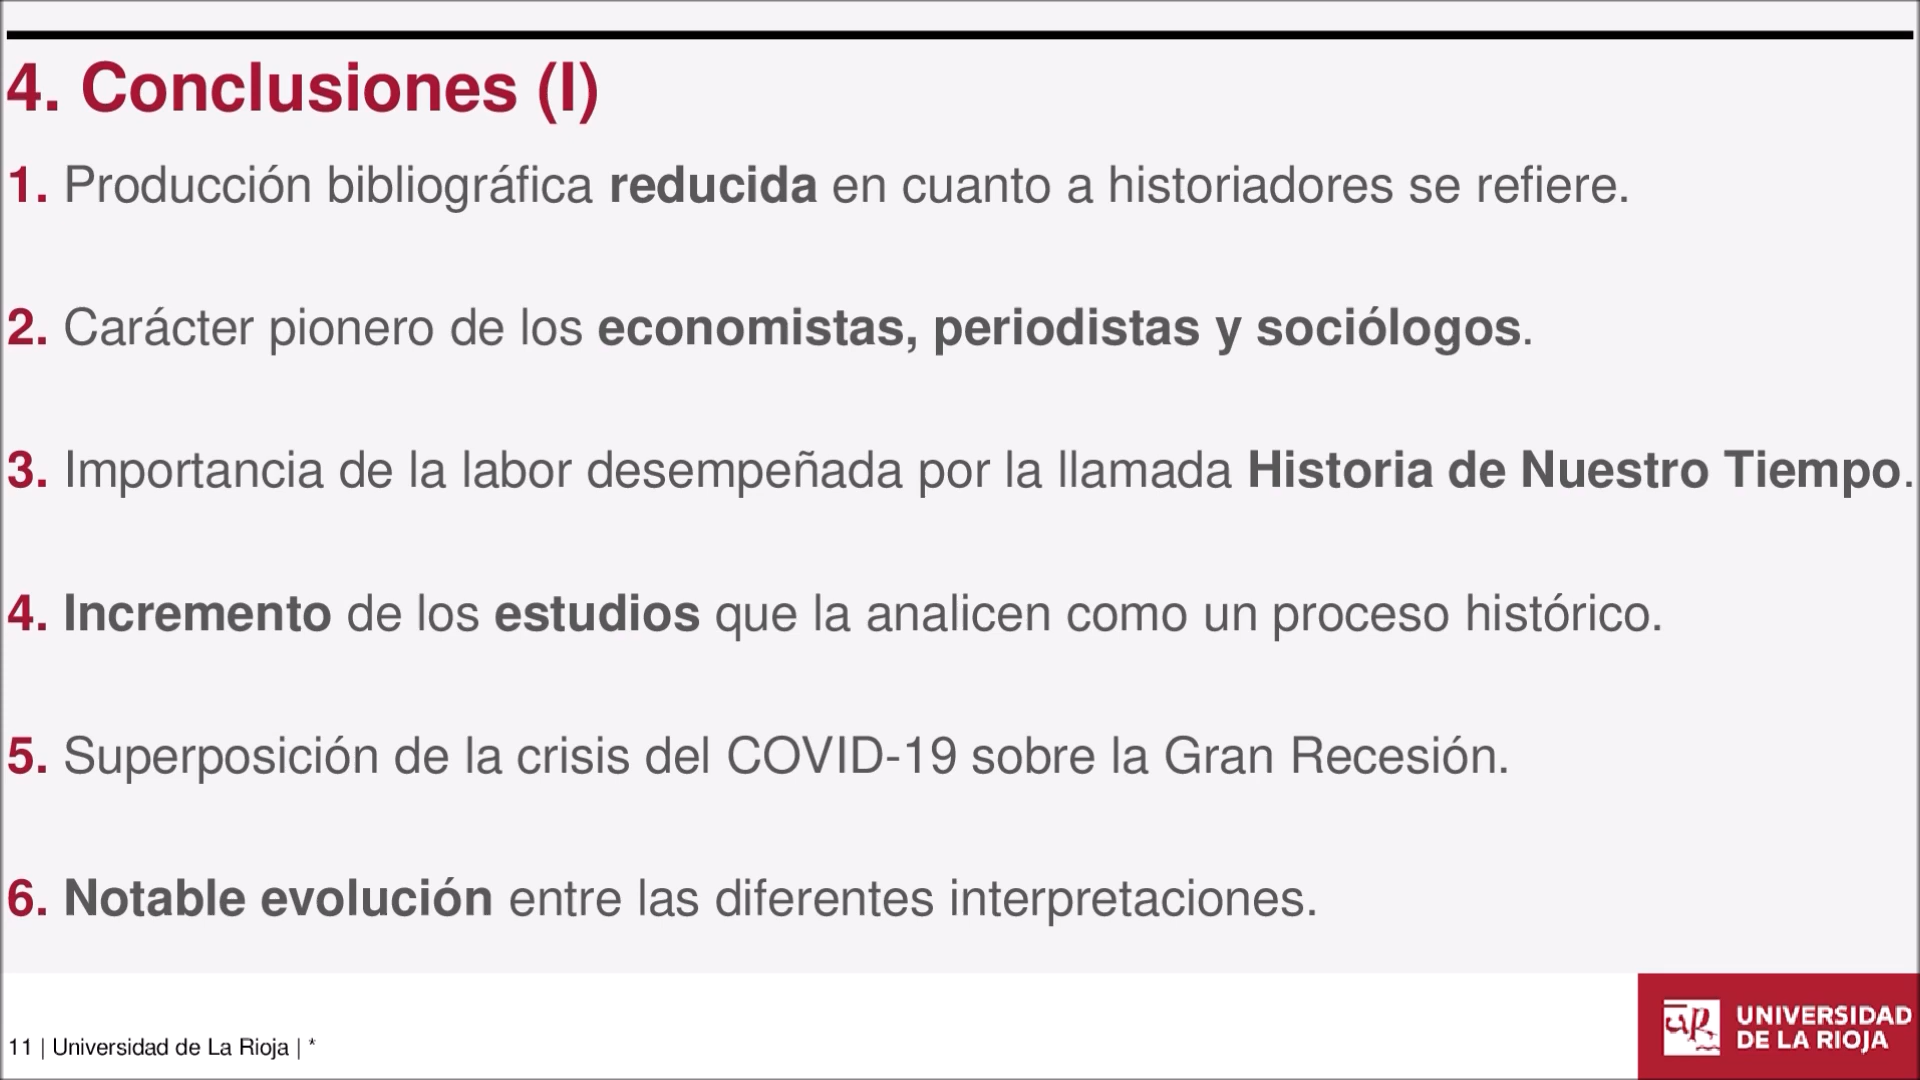 4. Conclusiones (I)
1. Producción bibliográfica reducida en cuanto a historiadores se refiere.
2. Carácter pionero de los economistas, periodistas y sociólogos.
3. Importancia de la labor desempeñada por la llamada Historia de Nuestro Tiempo.
4. Incremento de los estudios que la analicen como un proceso histórico.
5. Superposición de la crisis del COVID-19 sobre la Gran Recesión.
6. Notable evolución entre las diferentes interpretaciones.
UNIVERSIDAD
DE LA RIOJA
11 | Universidad de La Rioja | *